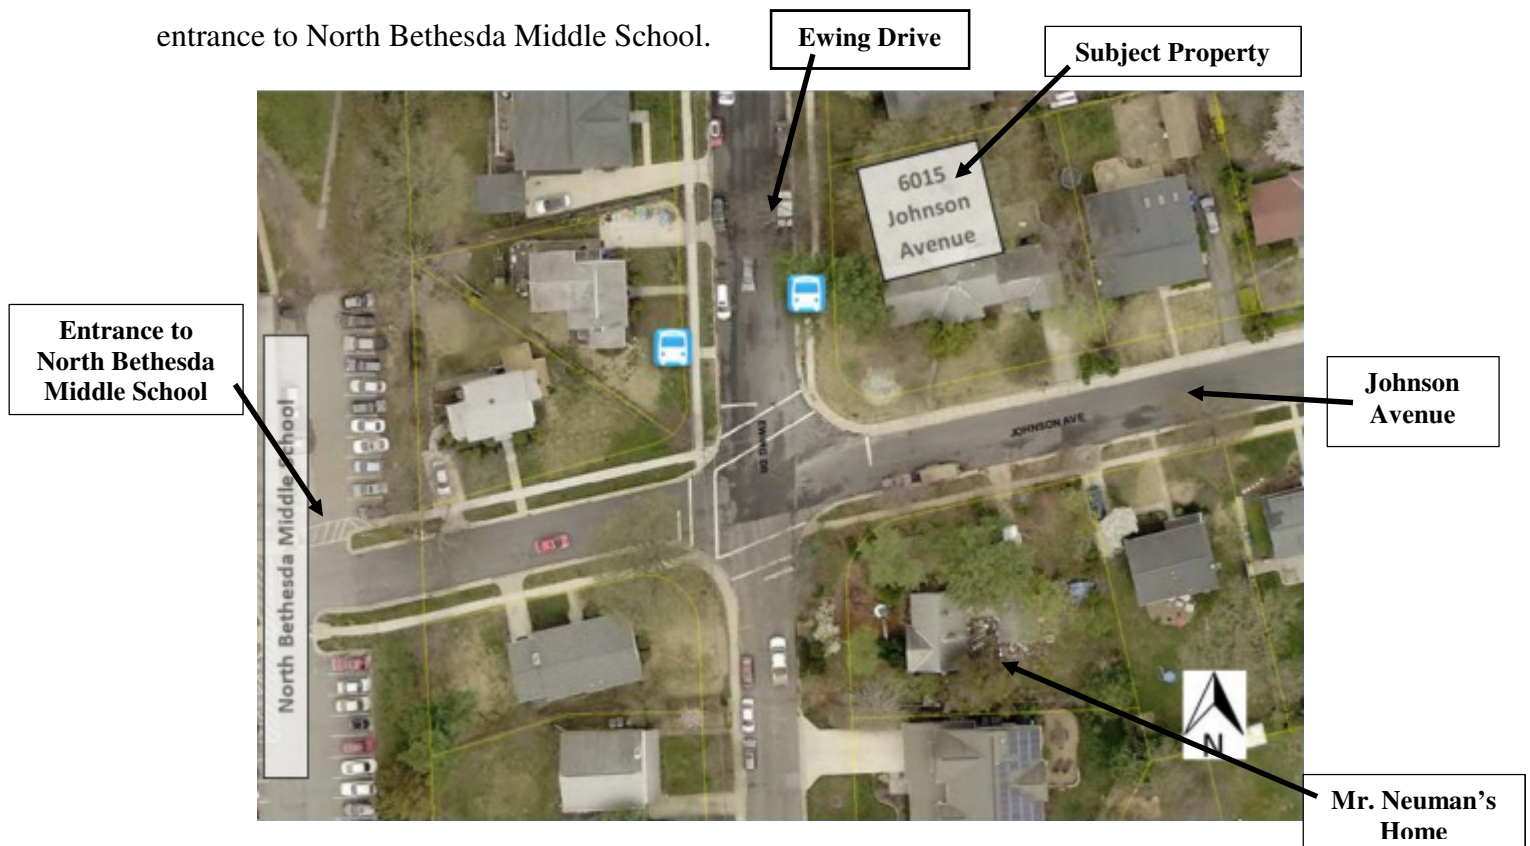 entrance to North Bethesda Middle School.
Ewing Drive
Subject Property
6015
Johnson
Avenue
Entrance to
North Bethesda
Middle School
North Bethesda Middle School
Johnson
Avenue
JOHNSON AVE
EWING DR
N
Mr. Neuman's
Home